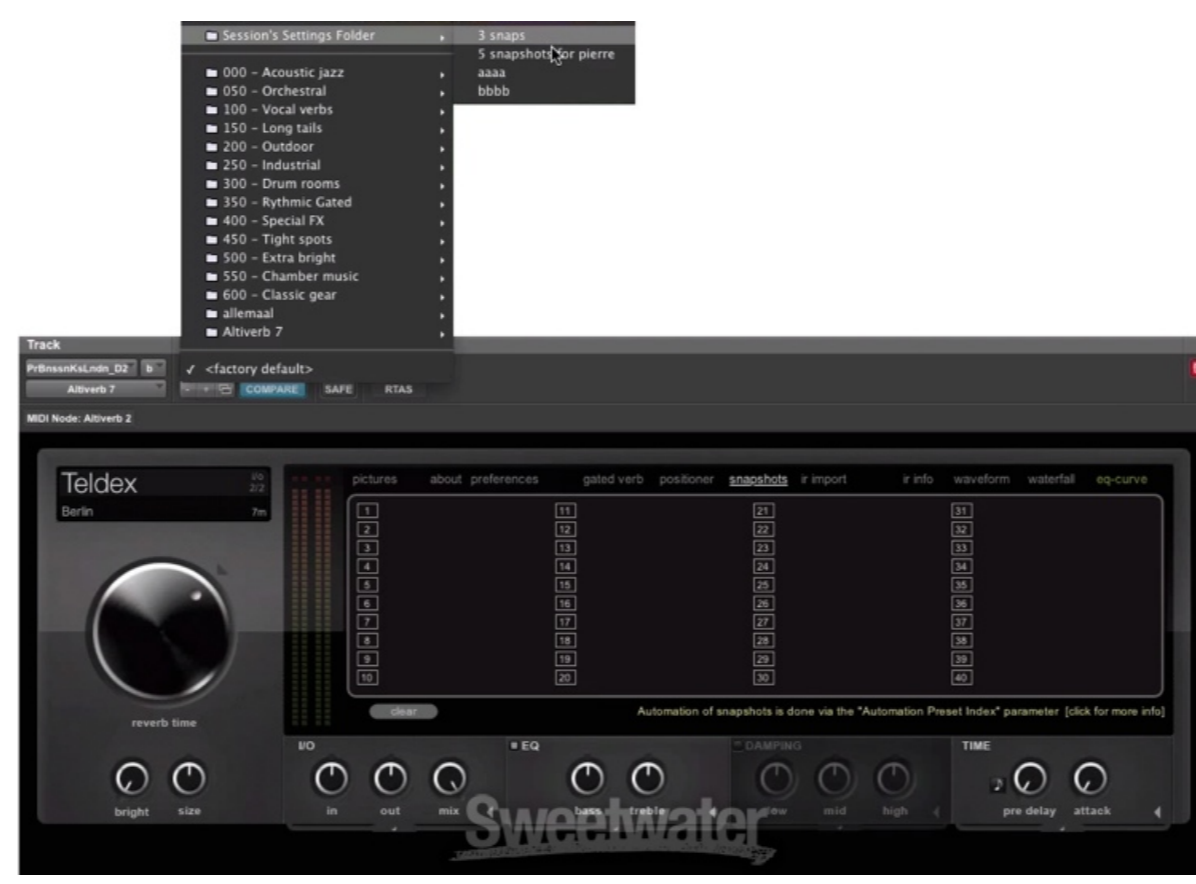 Session's Settings Folder
3 snaps
5 snapshots for pierre
aaaa
bbbb
000 - Acoustic jazz
050 - Orchestral
100 - Vocal verbs
150 - Long tails
200 - Outdoor
250 - Industrial
300 - Drum rooms
350 - Rythmic Gated
400 - Special FX
450 - Tight spots
500 - Extra bright
550 - Chamber music
600 - Classic gear
allemaal
Altiverb 7
✓ <factory default>
Track
PrBnssnKsLndn_D2 b
Altiverb 7 - + COMPARE SAFE RTAS
MIDI Node: Altiverb 2
Teldex I/O 2/2
Berlin 7m
pictures about preferences gated verb positioner snapshots ir import ir info waveform waterfall eq-curve
1 11 21 31
2 12 22 32
3 13 23 33
4 14 24 34
5 15 25 35
6 16 26 36
7 17 27 37
8 18 28 38
9 19 29 39
10 20 30 40
clear Automation of snapshots is done via the "Automation Preset Index" parameter [click for more info]
reverb time
I/O EQ DAMPING TIME
bright size in out mix bass treble low mid high pre delay attack
Sweetwater